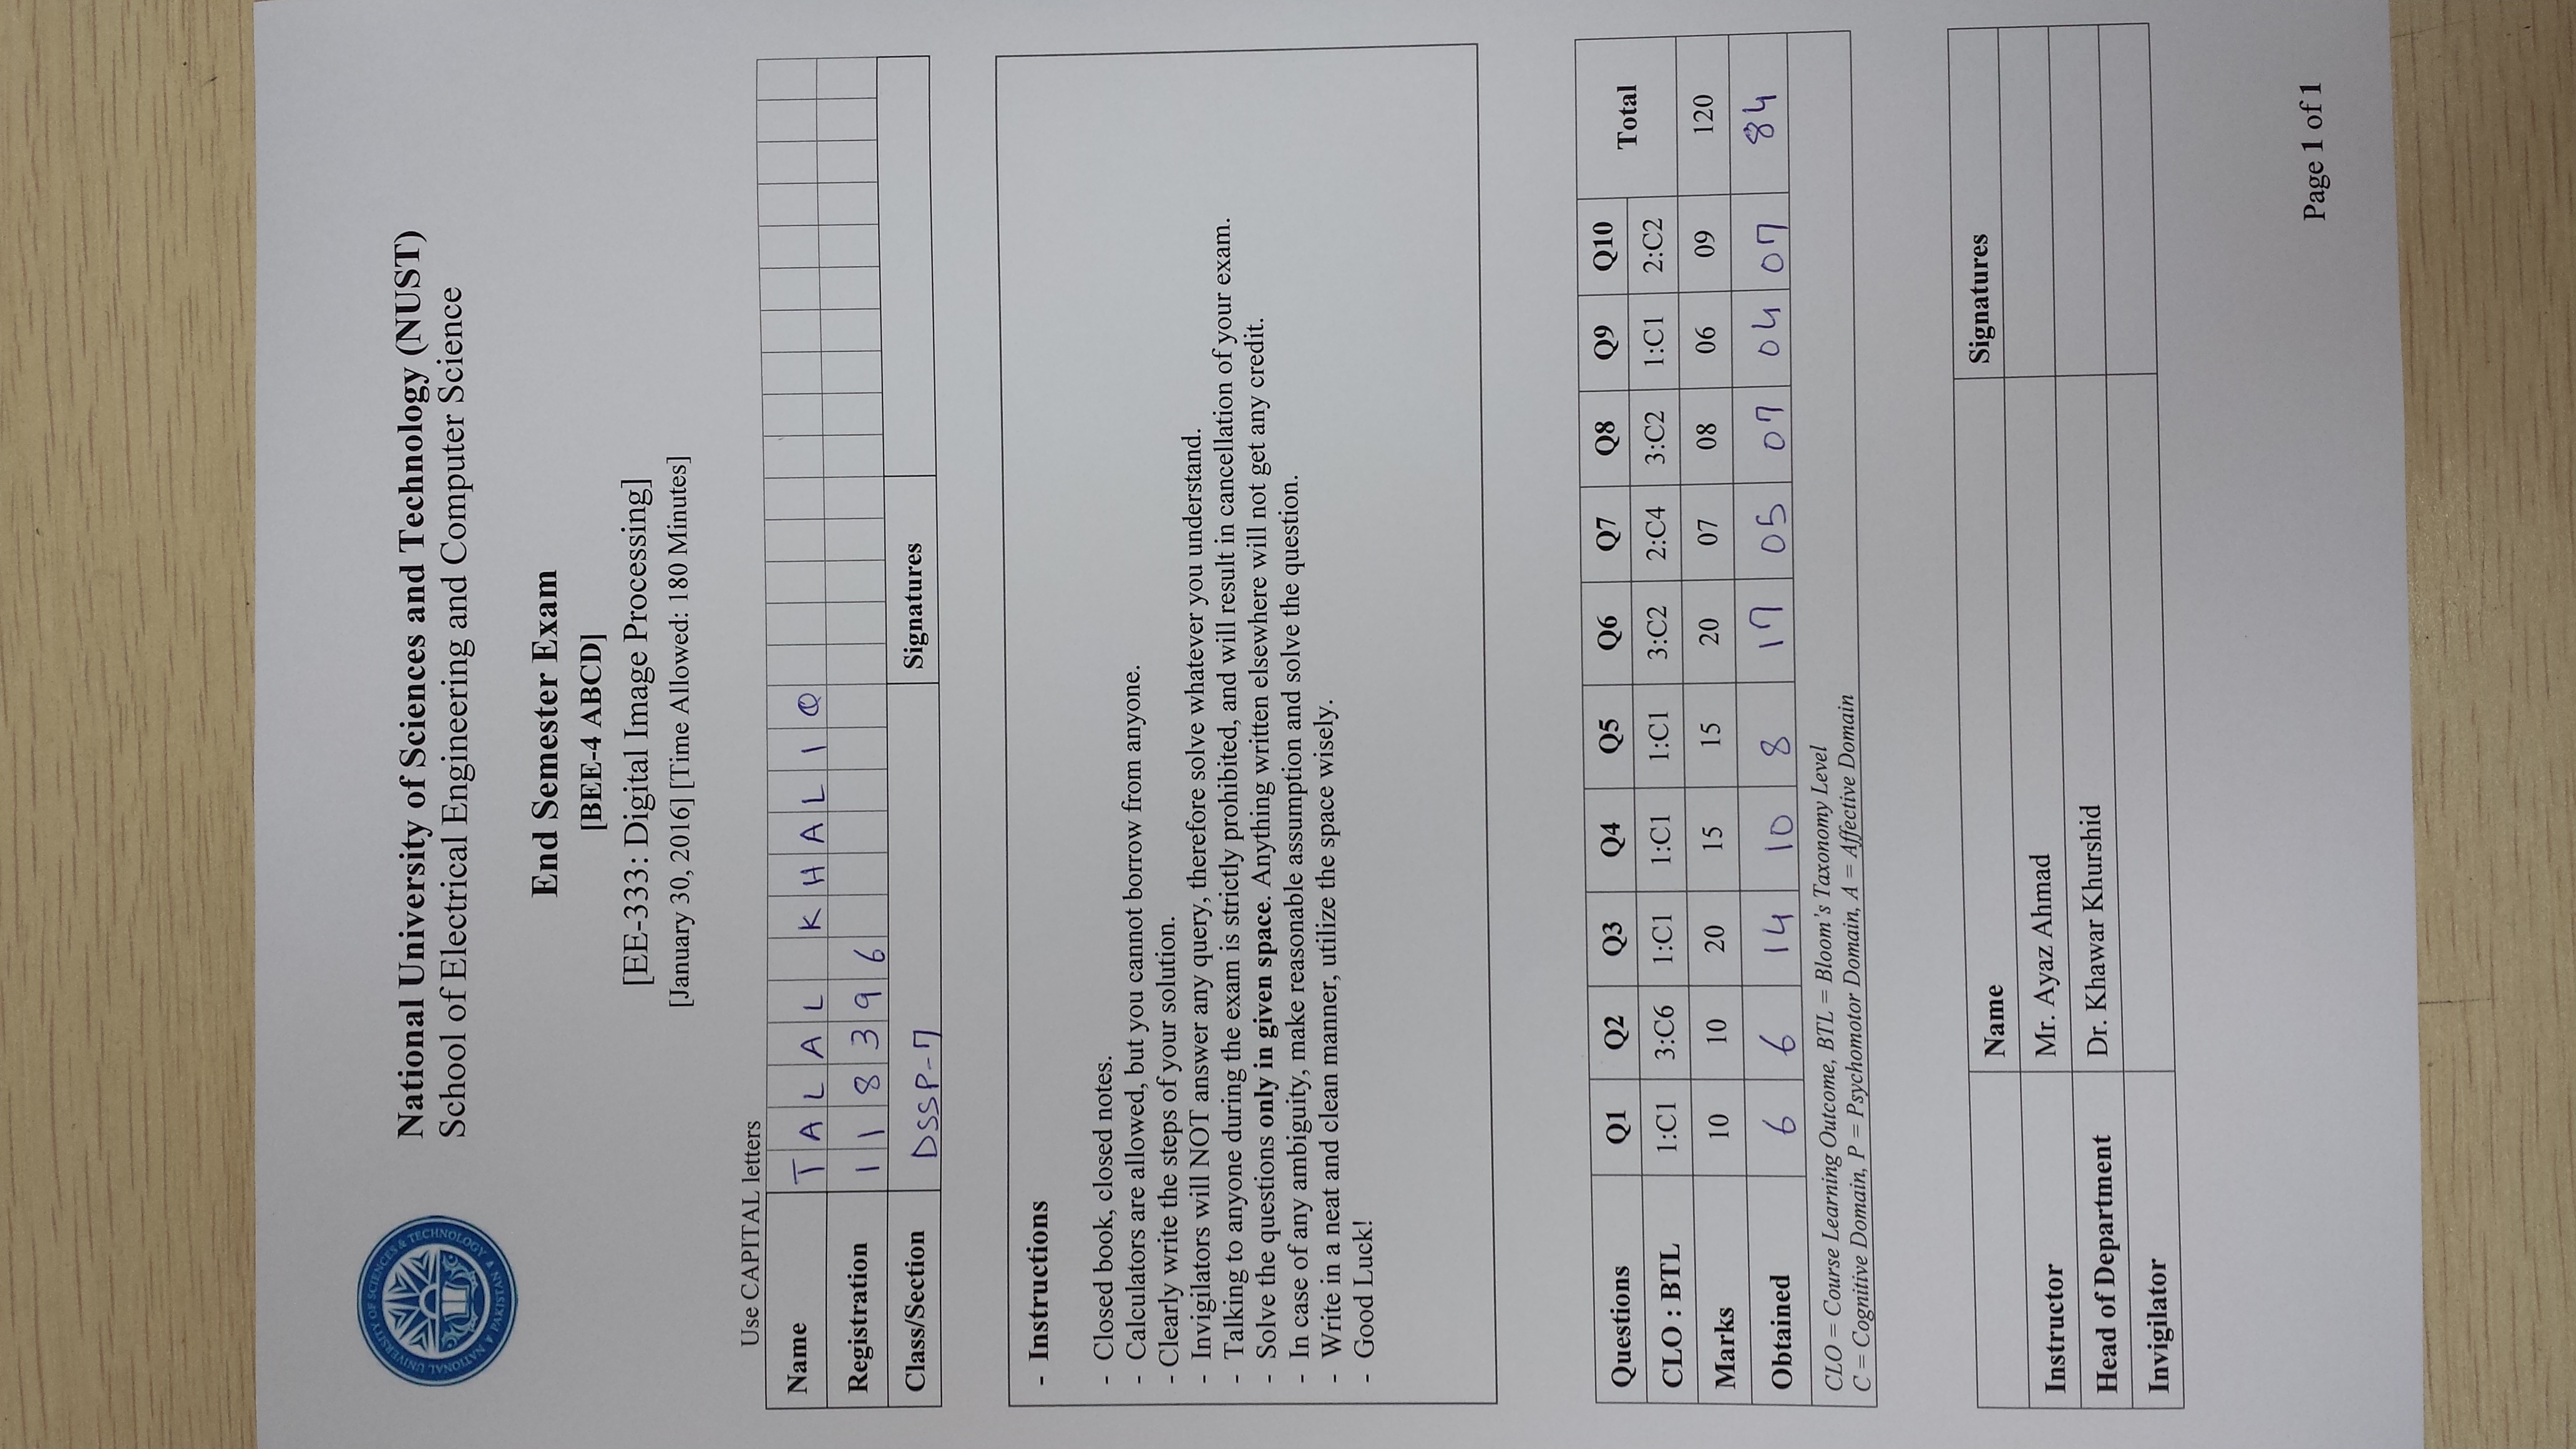 NATIONAL UNIVERSITY OF SCIENCES & TECHNOLOGY
★ PAKISTAN ★
National University of Sciences and Technology (NUST)
School of Electrical Engineering and Computer Science
End Semester Exam
[BEE-4 ABCD]
[EE-333: Digital Image Processing]
[January 30, 2016] [Time Allowed: 180 Minutes]
Use CAPITAL letters
Name TALAL KHALIQ
Registration 118396
Class/Section DSSP-7 Signatures
- Instructions
- Closed book, closed notes.
- Calculators are allowed, but you cannot borrow from anyone.
- Clearly write the steps of your solution.
- Invigilators will NOT answer any query, therefore solve whatever you understand.
- Talking to anyone during the exam is strictly prohibited, and will result in cancellation of your exam.
- Solve the questions only in given space. Anything written elsewhere will not get any credit.
- In case of any ambiguity, make reasonable assumption and solve the question.
- Write in a neat and clean manner, utilize the space wisely.
- Good Luck!
Questions Q1 Q2 Q3 Q4 Q5 Q6 Q7 Q8 Q9 Q10 Total
CLO : BTL 1:C1 3:C6 1:C1 1:C1 1:C1 3:C2 2:C4 3:C2 1:C1 2:C2
Marks 10 10 20 15 15 20 07 08 06 09 120
Obtained 6 6 14 10 8 17 05 07 04 07 84
CLO = Course Learning Outcome, BTL = Bloom's Taxonomy Level
C = Cognitive Domain, P = Psychomotor Domain, A = Affective Domain
Name Signatures
Instructor Mr. Ayaz Ahmad
Head of Department Dr. Khawar Khurshid
Invigilator
Page 1 of 1